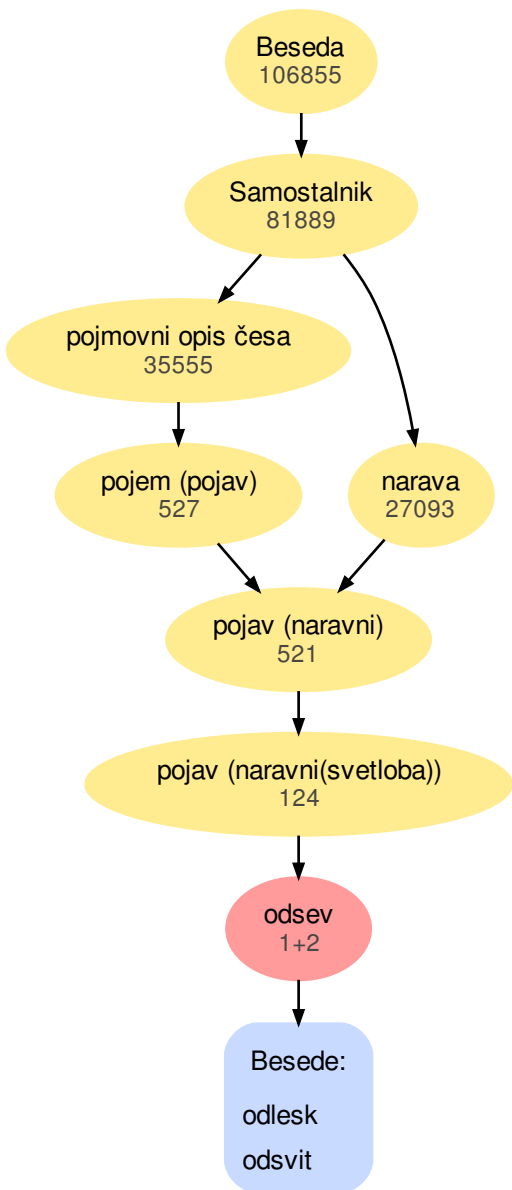 Beseda
106855
Samostalnik
81889
pojmovni opis česa
35555
pojem (pojav)
527
narava
27093
pojav (naravni)
521
pojav (naravni(svetloba))
124
odsev
1+2
Besede:
odlesk
odsvit